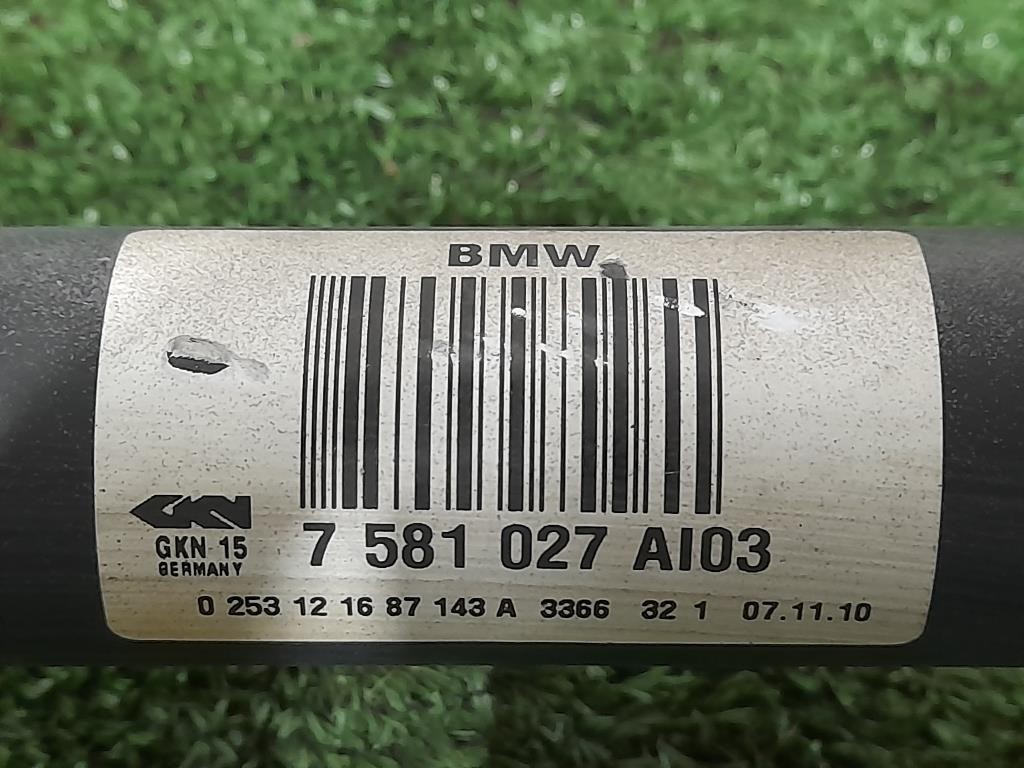 BMW
7 581 027 AI03
GKN
GKN 15
GERMANY
0 253 12 16 87 143 A 3366 32 1 07.11.10